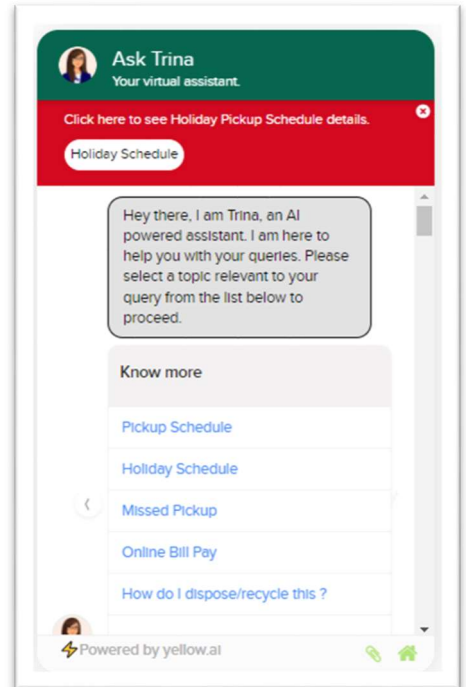 Ask Trina
Your virtual assistant.
Click here to see Holiday Pickup Schedule details.
Holiday Schedule
Hey there, I am Trina, an AI
powered assistant. I am here to
help you with your queries. Please
select a topic relevant to your
query from the list below to
proceed.
Know more
Pickup Schedule
Holiday Schedule
Missed Pickup
Online Bill Pay
How do I dispose/recycle this ?
Powered by yellow.ai